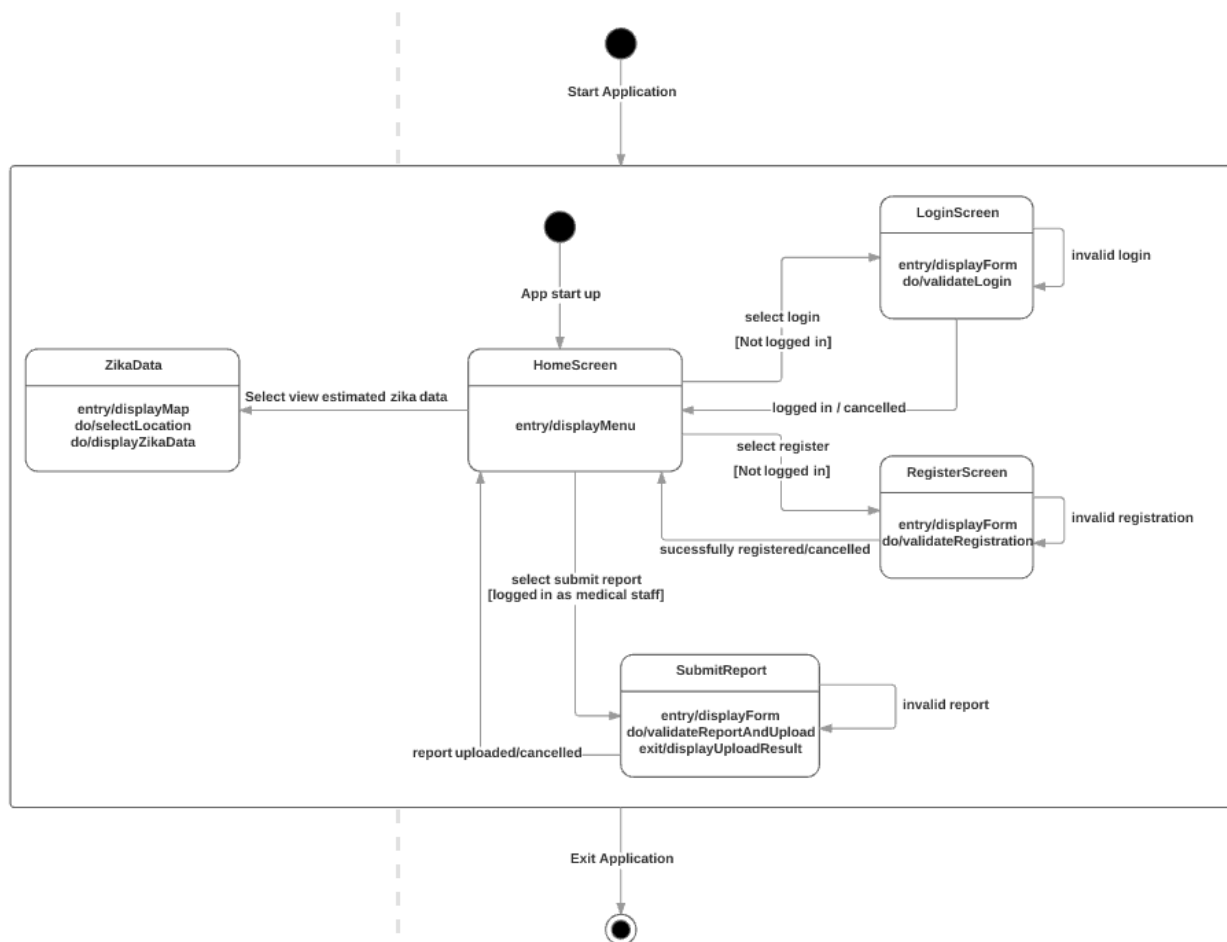 Start Application
LoginScreen
entry/displayForm
do/validateLogin
invalid login
App start up
select login
[Not logged in]
ZikaData
entry/displayMap
do/selectLocation
do/displayZikaData
Select view estimated zika data
HomeScreen
entry/displayMenu
logged in / cancelled
select register
[Not logged in]
RegisterScreen
entry/displayForm
do/validateRegistration
invalid registration
sucessfully registered/cancelled
select submit report
[logged in as medical staff]
SubmitReport
entry/displayForm
do/validateReportAndUpload
exit/displayUploadResult
invalid report
report uploaded/cancelled
Exit Application